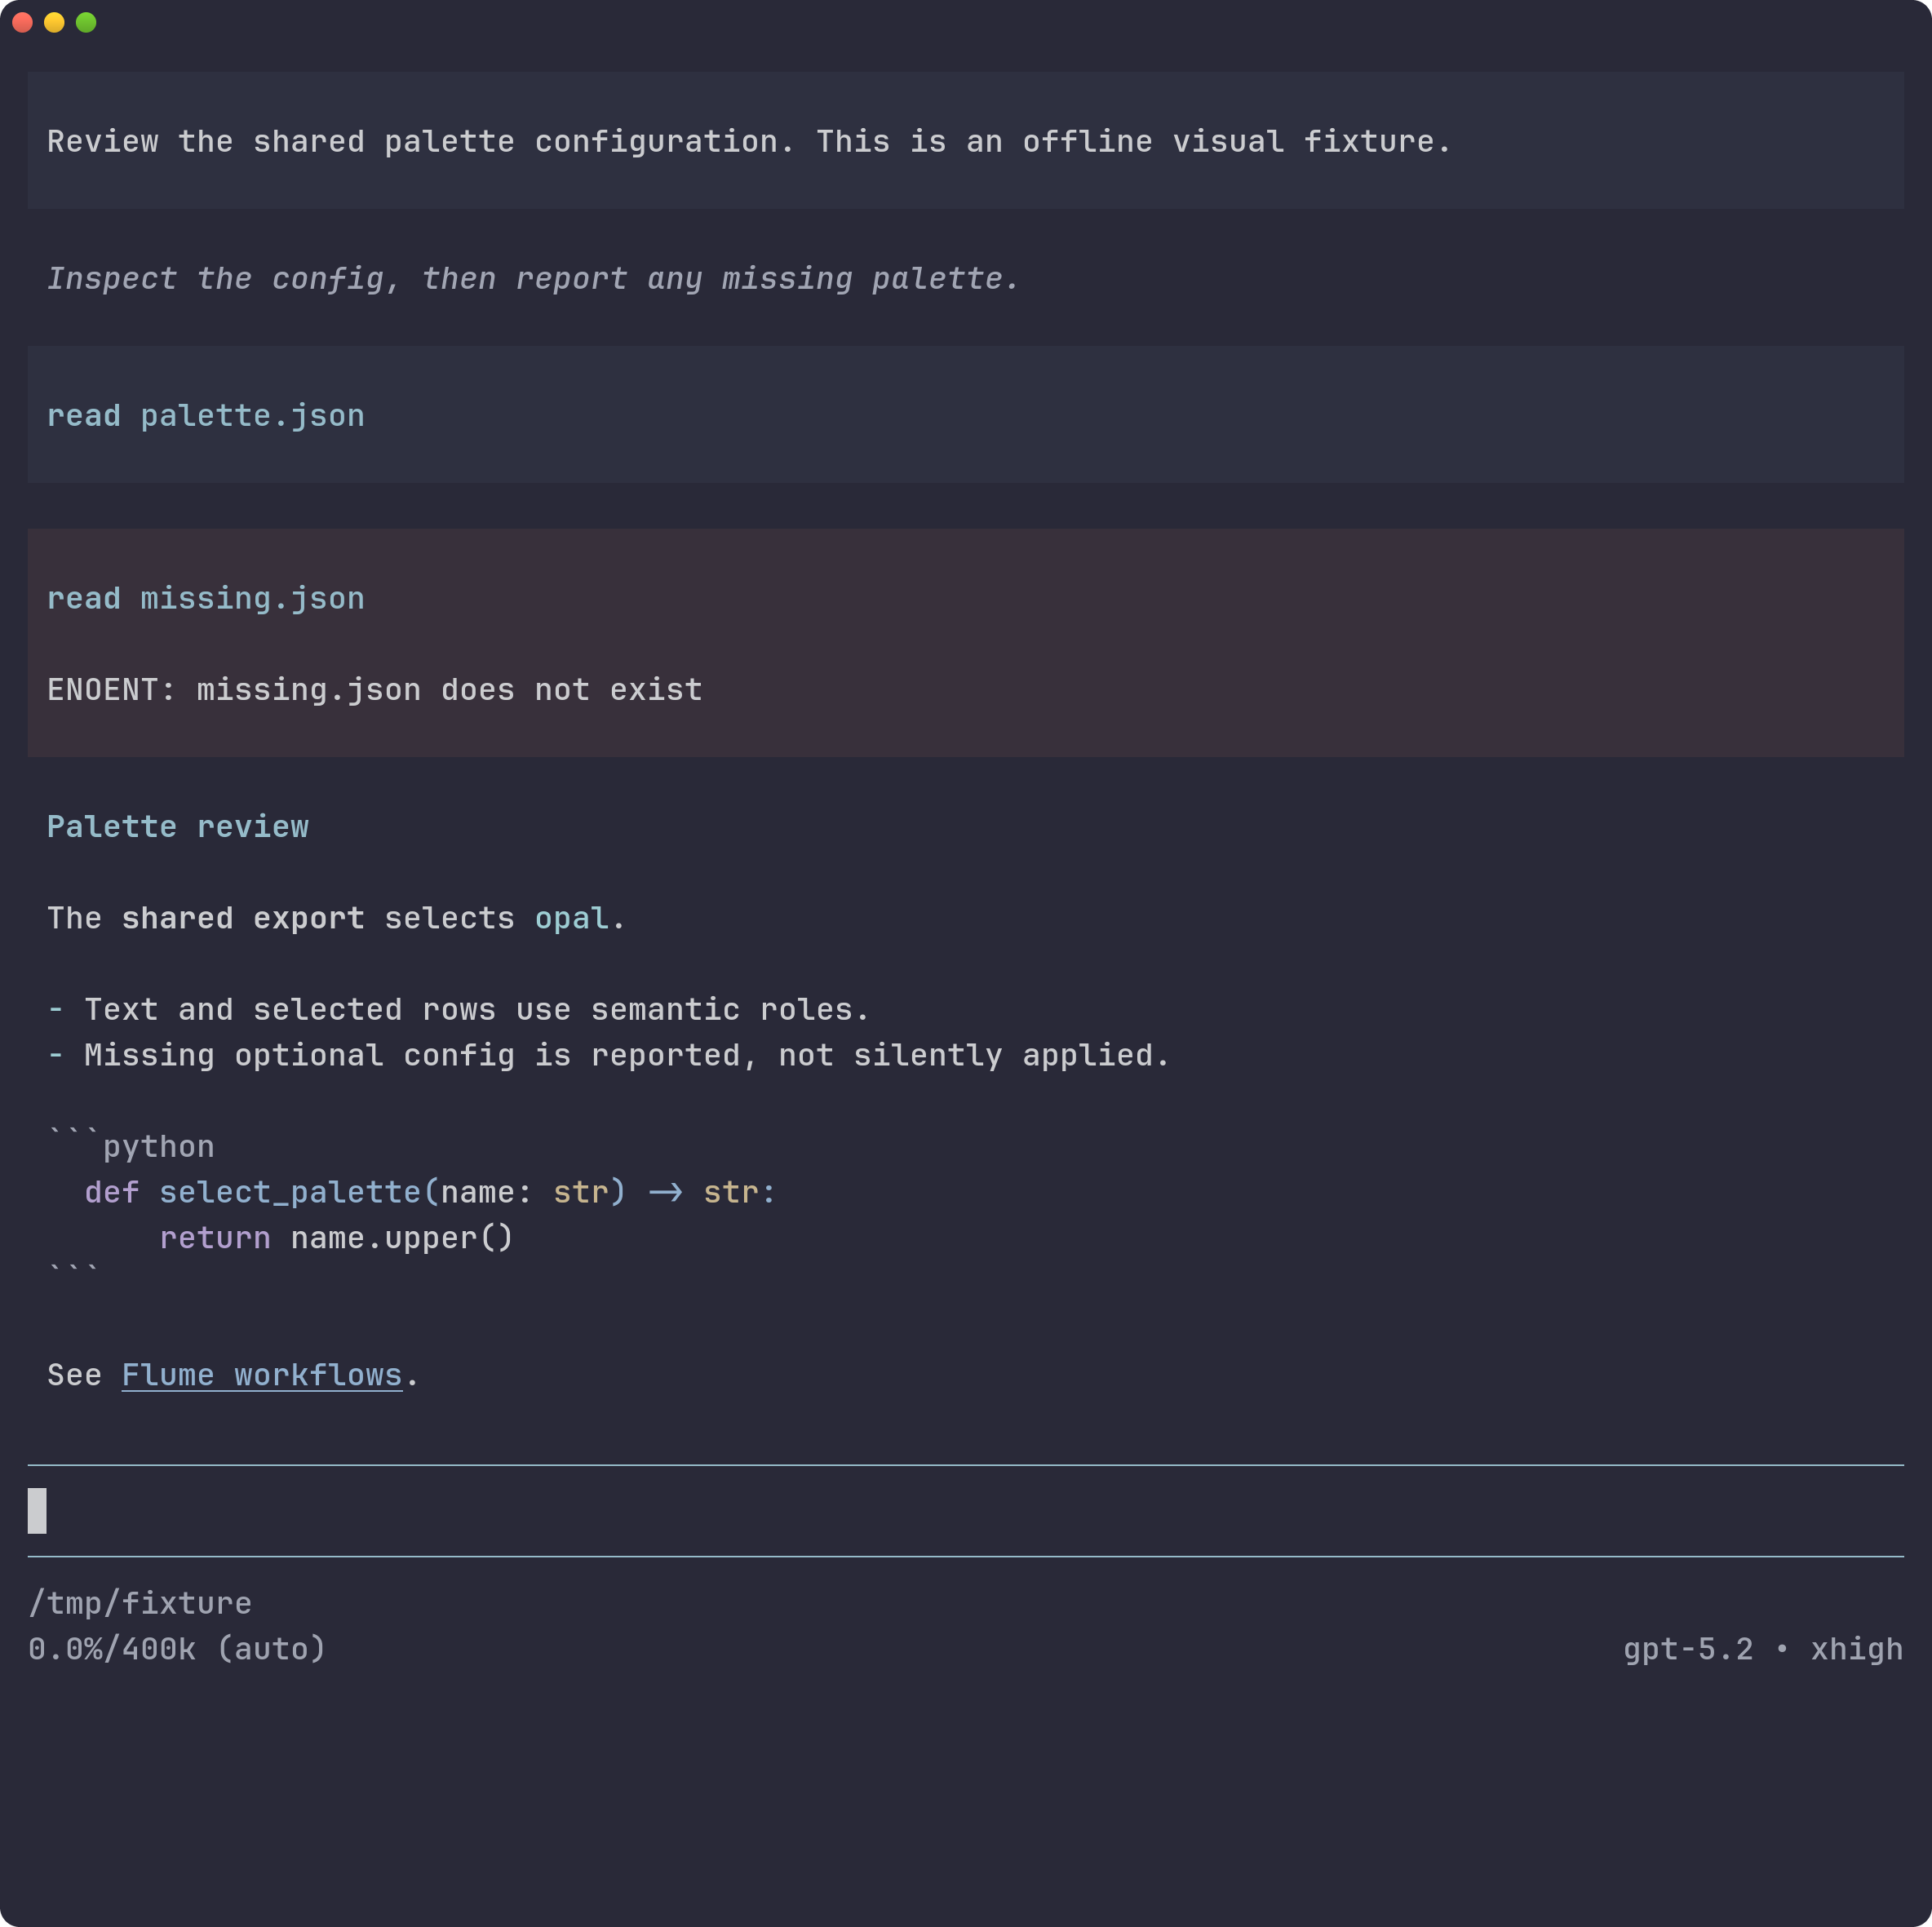 Review the shared palette configuration. This is an offline visual fixture.
Inspect the config, then report any missing palette.
read palette.json
read missing.json
ENOENT: missing.json does not exist
Palette review
The shared export selects opal.
- Text and selected rows use semantic roles.
- Missing optional config is reported, not silently applied.
```python
  def select_palette(name: str) -> str:
      return name.upper()
```
See Flume workflows.
/tmp/fixture
0.0%/400k (auto) gpt-5.2 • xhigh